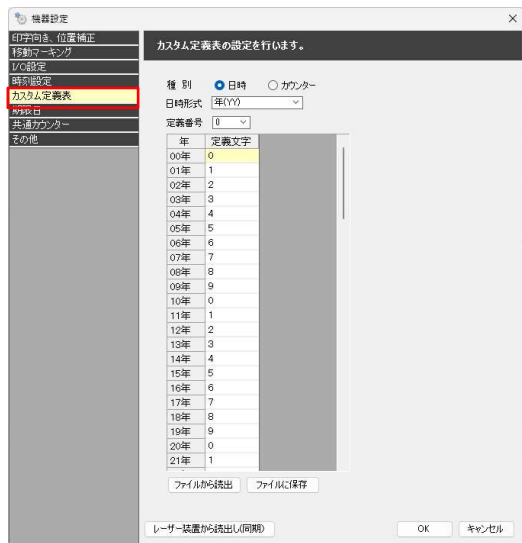 機器設定
印字向き、位置補正
移動マーキング
I/O設定
時刻設定
カスタム定義表
期限日
共通カウンター
その他
カスタム定義表の設定を行います。
種 別 日時 カウンター
日時形式 年(YY)
定義番号 0
年 定義文字
00年 0
01年 1
02年 2
03年 3
04年 4
05年 5
06年 6
07年 7
08年 8
09年 9
10年 0
11年 1
12年 2
13年 3
14年 4
15年 5
16年 6
17年 7
18年 8
19年 9
20年 0
21年 1
ファイルから読出 ファイルに保存
レーザー装置から読出し(同期) OK キャンセル